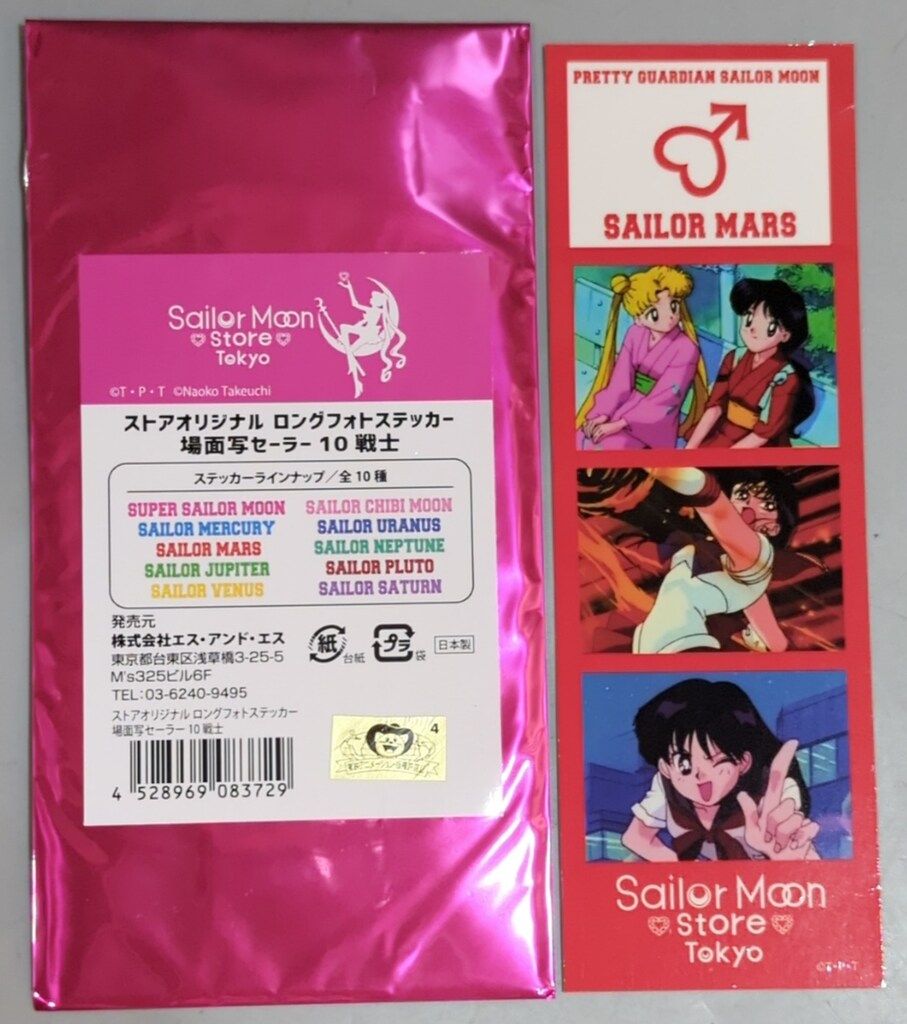 Sailor Moon
Store
Tokyo
©T・P・T ©Naoko Takeuchi
ストアオリジナル ロングフォトステッカー
場面写セーラー10戦士
ステッカーラインナップ／全10種
SUPER SAILOR MOON
SAILOR MERCURY
SAILOR MARS
SAILOR JUPITER
SAILOR VENUS
SAILOR CHIBI MOON
SAILOR URANUS
SAILOR NEPTUNE
SAILOR PLUTO
SAILOR SATURN
発売元
株式会社エス・アンド・エス
東京都台東区浅草橋3-25-5
M's325ビル6F
TEL:03-6240-9495
紙 台紙
プラ 袋
日本製
ストアオリジナル ロングフォトステッカー
場面写セーラー10戦士
4 528969 083729
4
PRETTY GUARDIAN SAILOR MOON
SAILOR MARS
Sailor Moon
Store
Tokyo
©T・P・T